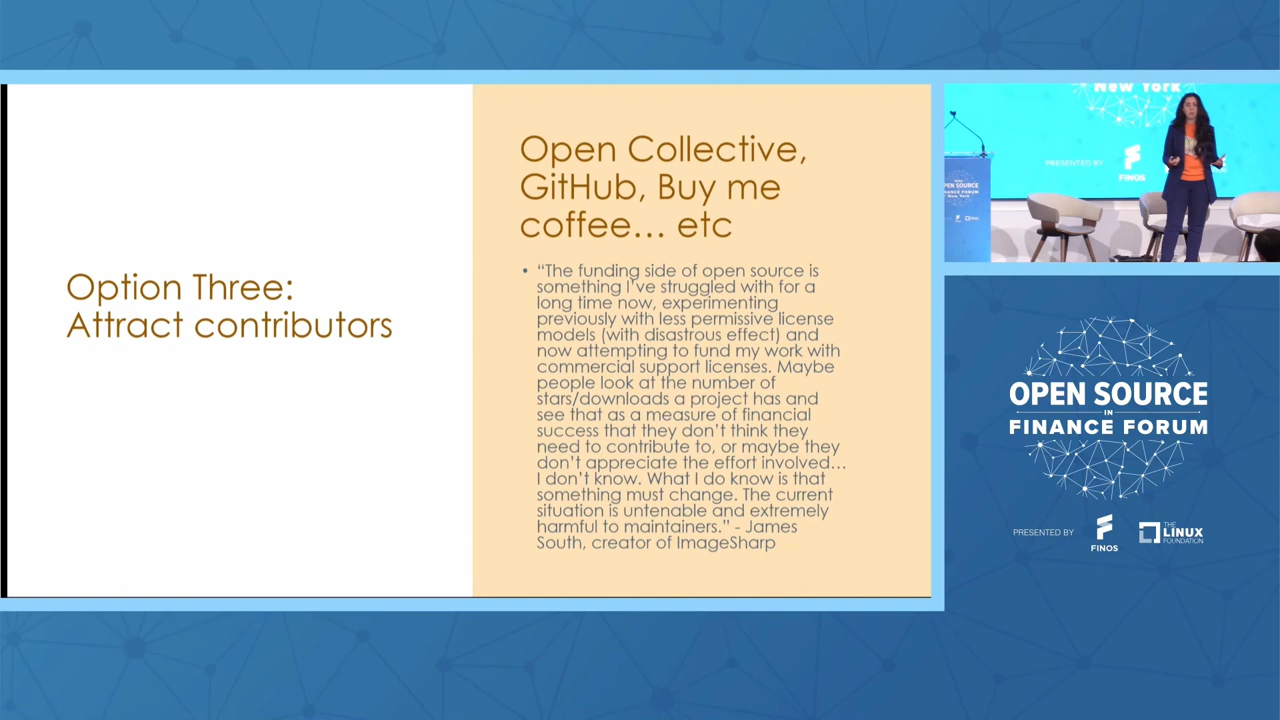 Option Three:
Attract contributors
Open Collective,
GitHub, Buy me
coffee... etc
• “The funding side of open source is
something I’ve struggled with for a
long time now, experimenting
previously with less permissive license
models (with disastrous effect) and
now attempting to fund my work with
commercial support licenses. Maybe
people look at the number of
stars/downloads a project has and
see that as a measure of financial
success that they don’t think they
need to contribute to, or maybe they
don’t appreciate the effort involved…
I don’t know. What I do know is that
something must change. The current
situation is untenable and extremely
harmful to maintainers.” - James
South, creator of ImageSharp
New York
PRESENTED BY
FINOS
OPEN SOURCE
IN
FINANCE FORUM
PRESENTED BY
FINOS
THE
LINUX
FOUNDATION